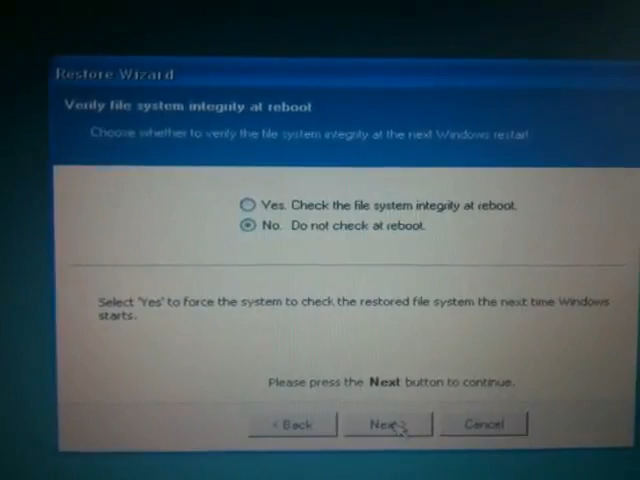 Restore Wizard
Verify file system integrity at reboot
Choose whether to verify the file system integrity at the next Windows restart
Yes. Check the file system integrity at reboot.
No. Do not check at reboot.
Select "Yes" to force the system to check the restored file system the next time Windows
starts.
Please press the Next button to continue.
< Back
Next >
Cancel